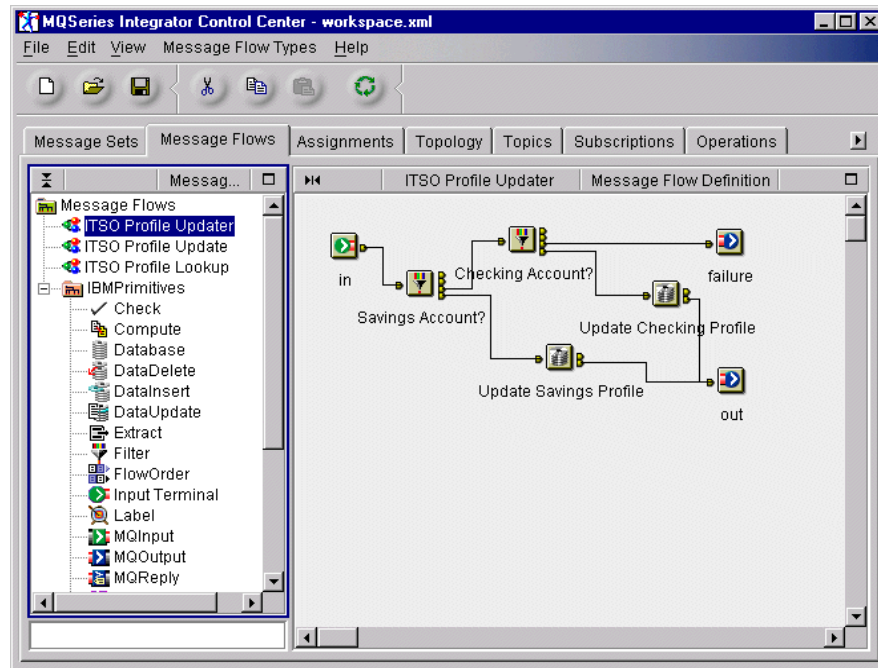 MQSeries Integrator Control Center - workspace.xml
File Edit View Message Flow Types Help
Message Sets Message Flows Assignments Topology Topics Subscriptions Operations
Messag... ITSO Profile Updater Message Flow Definition
Message Flows
ITSO Profile Updater
ITSO Profile Update
ITSO Profile Lookup
IBMPrimitives
Check
Compute
Database
DataDelete
DataInsert
DataUpdate
Extract
Filter
FlowOrder
Input Terminal
Label
MQInput
MQOutput
MQReply
in
Checking Account?
failure
Savings Account?
Update Checking Profile
Update Savings Profile
out